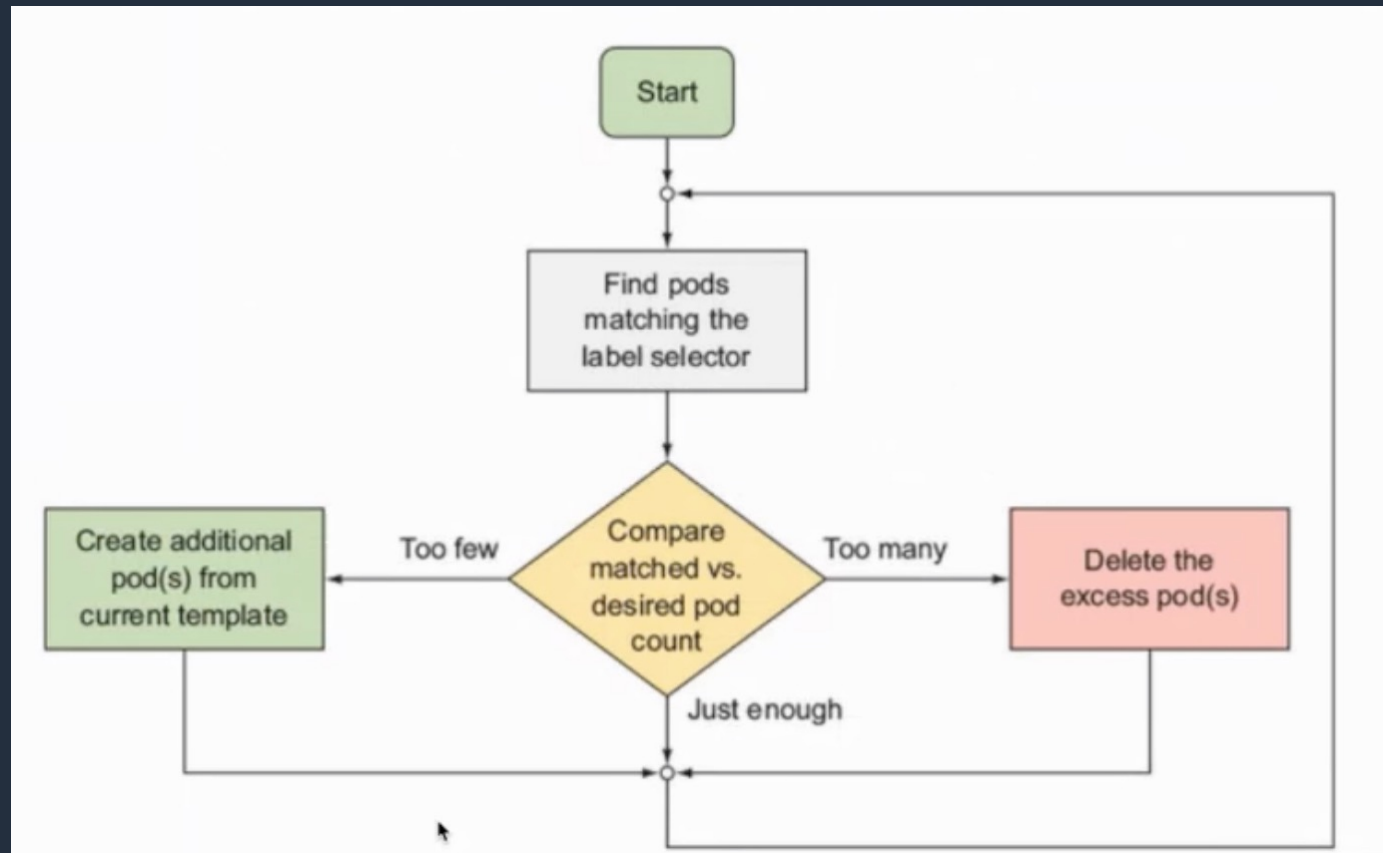 Start
Find pods
matching the
label selector
Compare
matched vs.
desired pod
count
Too few
Create additional
pod(s) from
current template
Too many
Delete the
excess pod(s)
Just enough